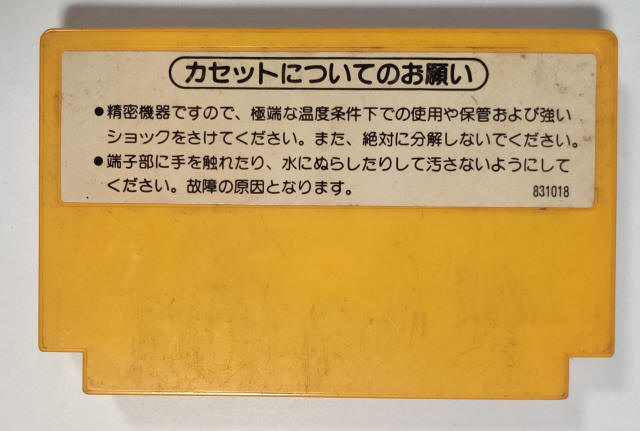 カセットについてのお願い
●精密機器ですので、極端な温度条件下での使用や保管および強い
ショックをさけてください。また、絶対に分解しないでください。
●端子部に手を触れたり、水にぬらしたりして汚さないようにして
ください。故障の原因となります。
831018